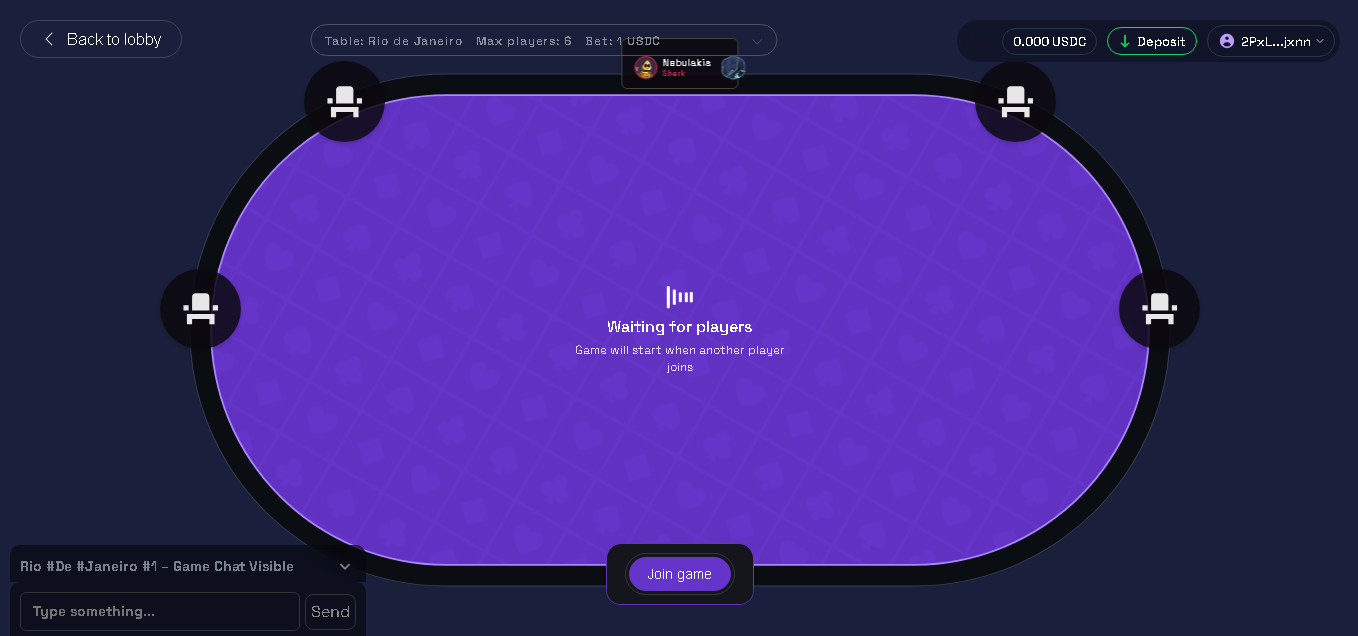 Back to lobby
Table: Rio de Janeiro Max players: 6 Bet: 1 USDC
0.000 USDC
Deposit
2PxL...jxnn
Nebulakis
Shark
Waiting for players
Game will start when another player
joins
Join game
Rio #De #Janeiro #1 – Game Chat Visible
Type something...
Send